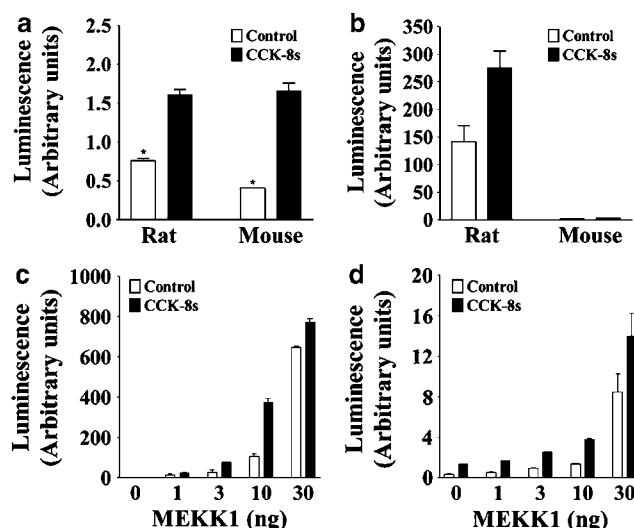 a
Luminescence
(Arbitrary units)
2.5
2.0
1.5
1.0
0.5
0.0
Control
CCK-8s
*
*
Rat
Mouse
b
Luminescence
(Arbitrary units)
350
300
250
200
150
100
50
0
Control
CCK-8s
Rat
Mouse
c
Luminescence
(Arbitrary units)
1000
800
600
400
200
0
Control
CCK-8s
0
1
3
10
30
MEKK1 (ng)
d
Luminescence
(Arbitrary units)
20
16
12
8
4
0
Control
CCK-8s
0
1
3
10
30
MEKK1 (ng)